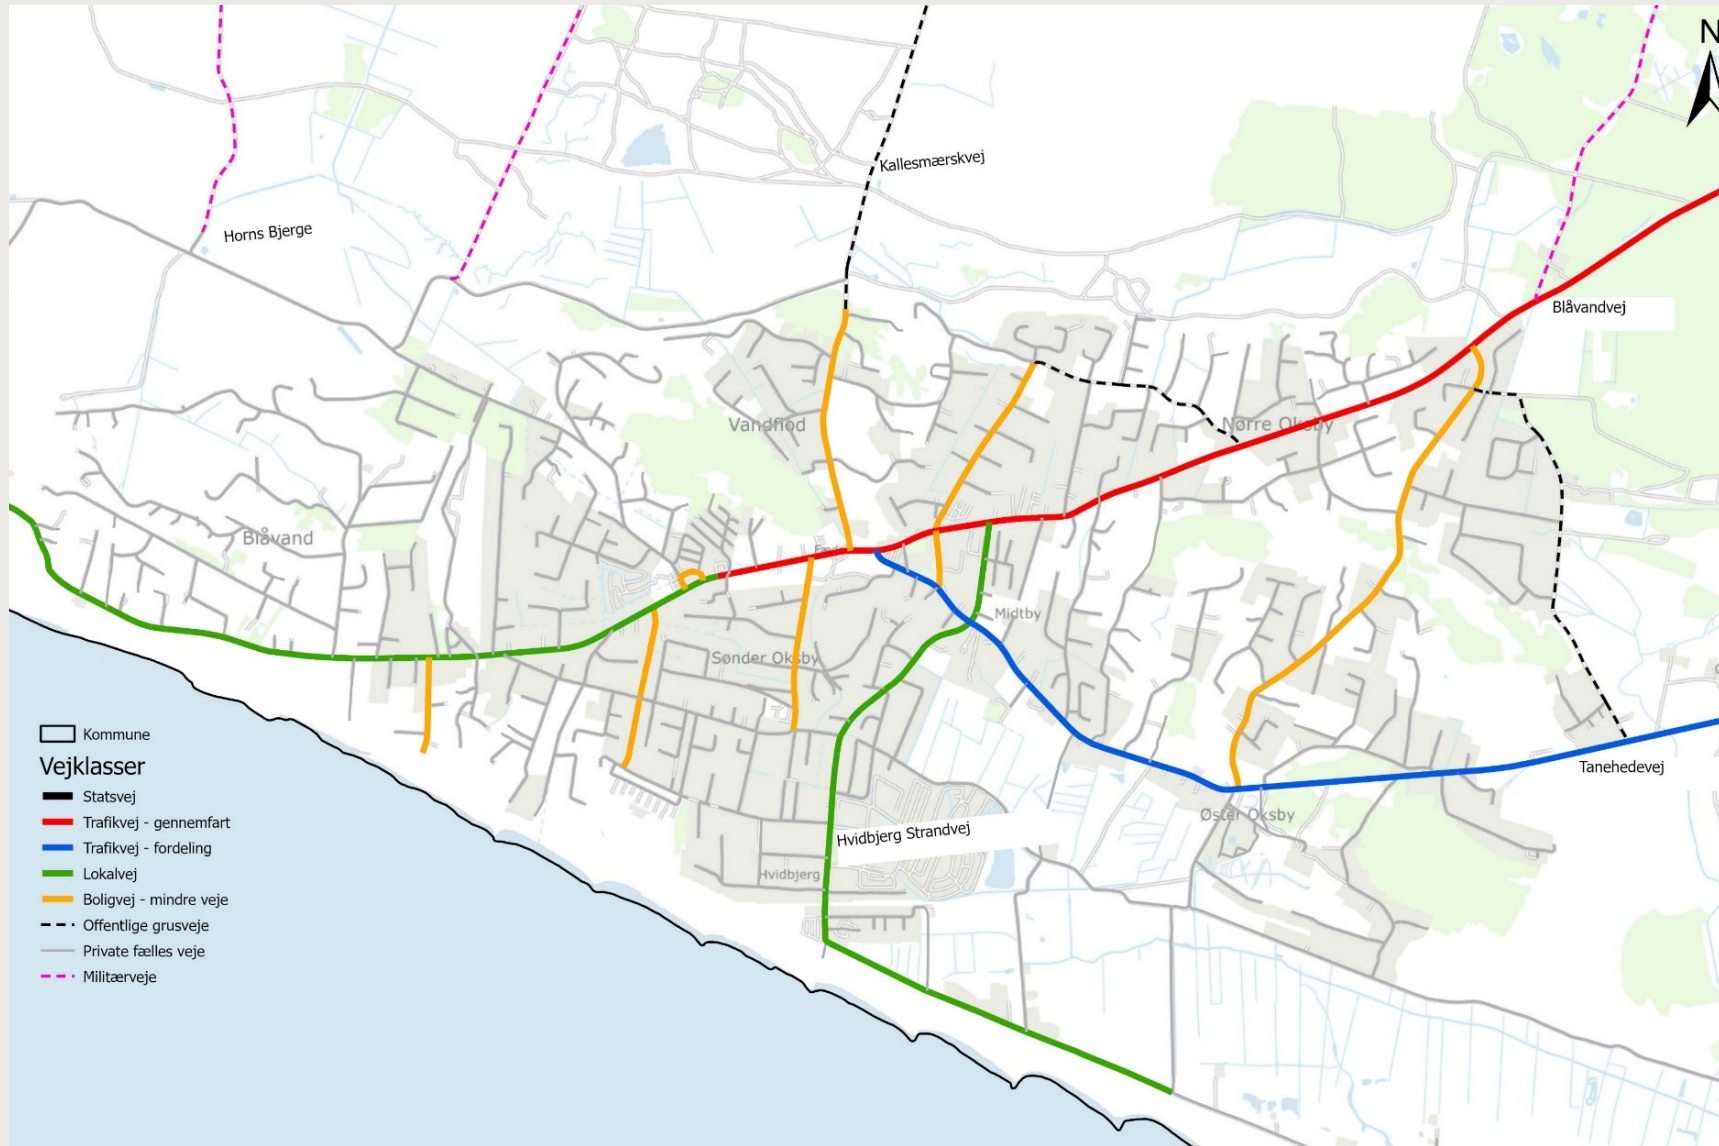 N
Kallesmærskvej
Horns Bjerge
Blåvandvej
Vandflod
Nørre Oksby
Blåvand
Midtby
Sønder Oksby
Tanehedevej
Øster Oksby
Hvidbjerg Strandvej
Hvidbjerg
Kommune
Vejklasser
Statsvej
Trafikvej - gennemfart
Trafikvej - fordeling
Lokalvej
Boligvej - mindre veje
Offentlige grusveje
Private fælles veje
Militærveje